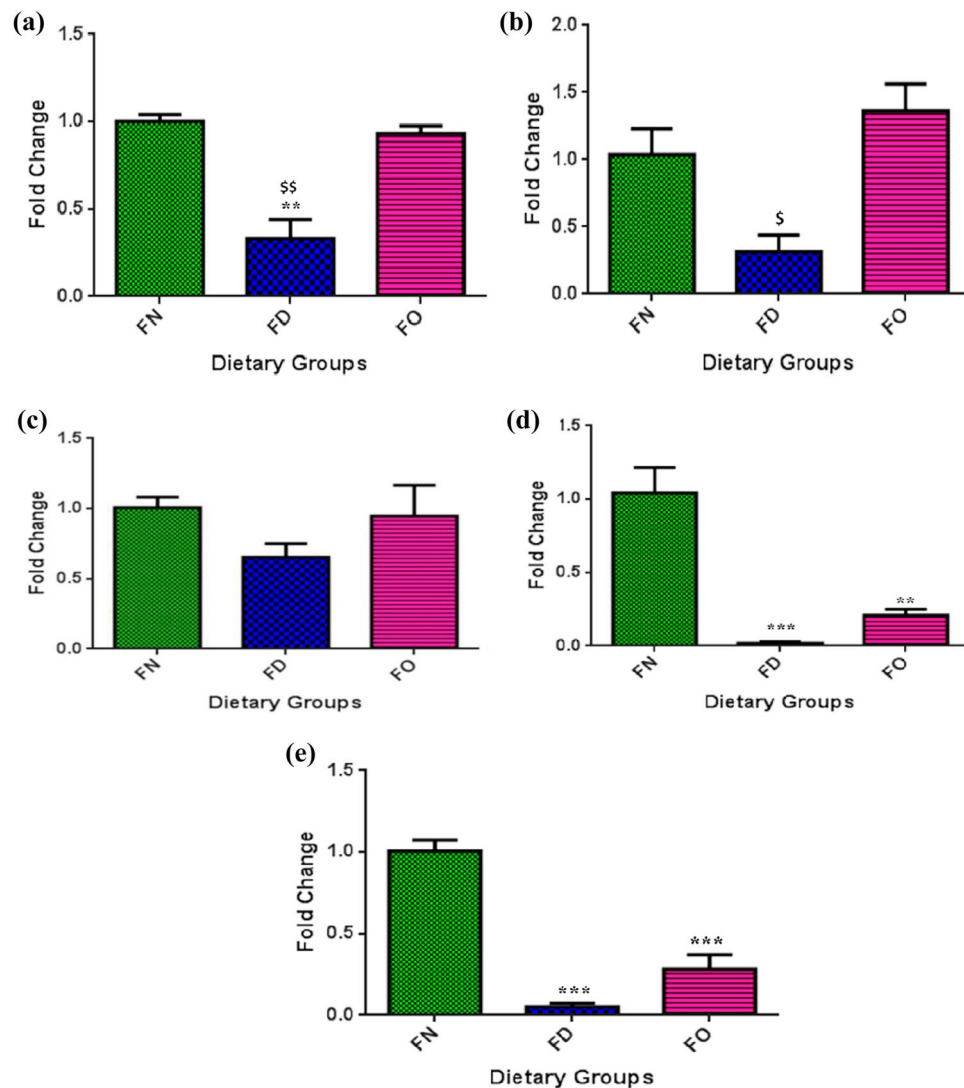 (a)
1.5
1.0
0.5
0.0
Fold Change
$$
**
FN
FD
FO
Dietary Groups
(b)
2.0
1.5
1.0
0.5
0.0
Fold Change
$
FN
FD
FO
Dietary Groups
(c)
1.5
1.0
0.5
0.0
Fold Change
FN
FD
FO
Dietary Groups
(d)
1.5
1.0
0.5
0.0
Fold Change
***
**
FN
FD
FO
Dietary Groups
(e)
1.5
1.0
0.5
0.0
Fold Change
***
***
FN
FD
FO
Dietary Groups